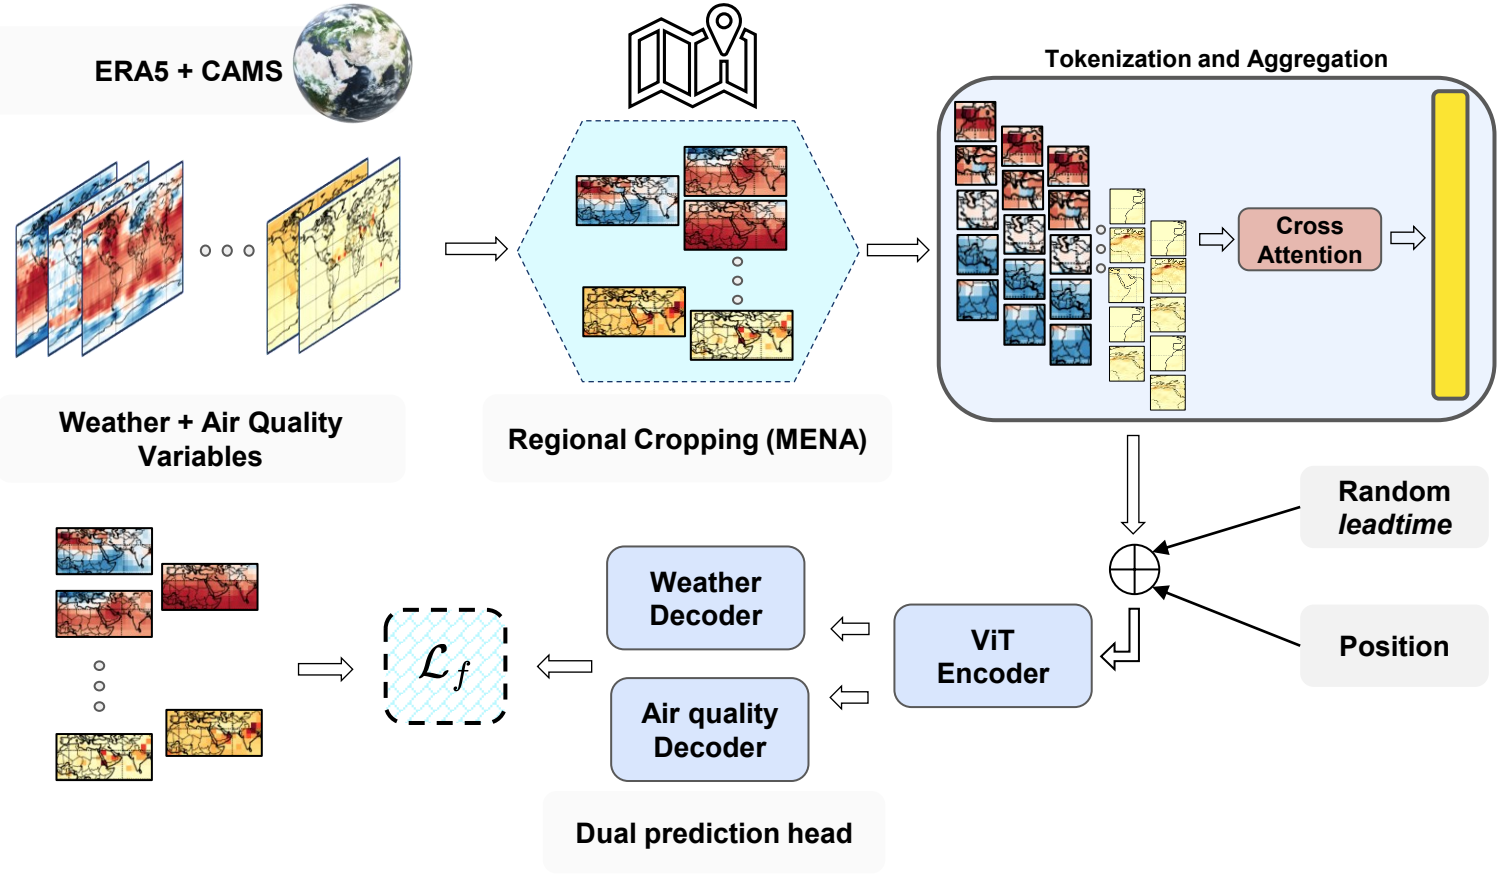 ERA5 + CAMS
Tokenization and Aggregation
Cross
Attention
Weather + Air Quality
Variables
Regional Cropping (MENA)
Random
leadtime
Position
ViT
Encoder
Weather
Decoder
Air quality
Decoder
ℒf
Dual prediction head